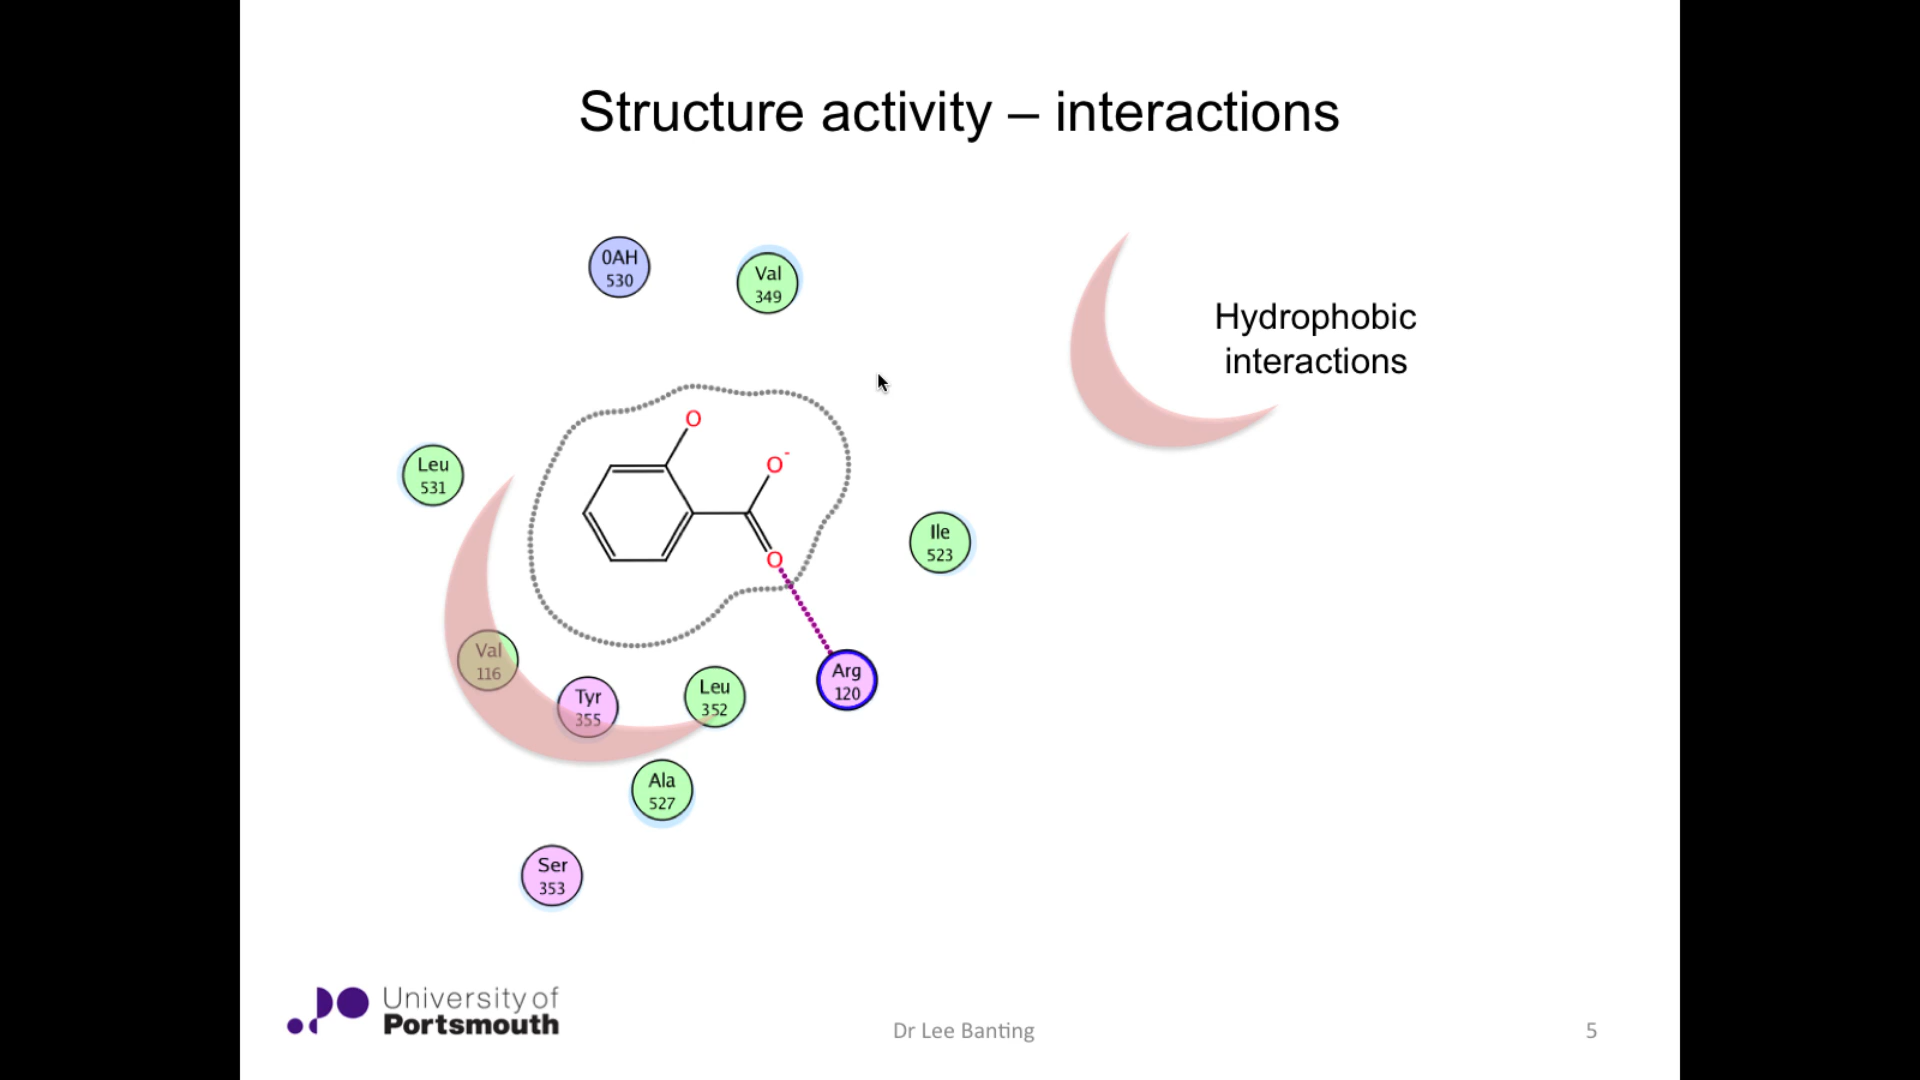 Structure activity – interactions
0AH
530
Val
349
Hydrophobic
interactions
O
O-
Leu
531
Ile
523
O
Val
116
Tyr
355
Leu
352
Arg
120
Ala
527
Ser
353
University of
Portsmouth
Dr Lee Banting
5